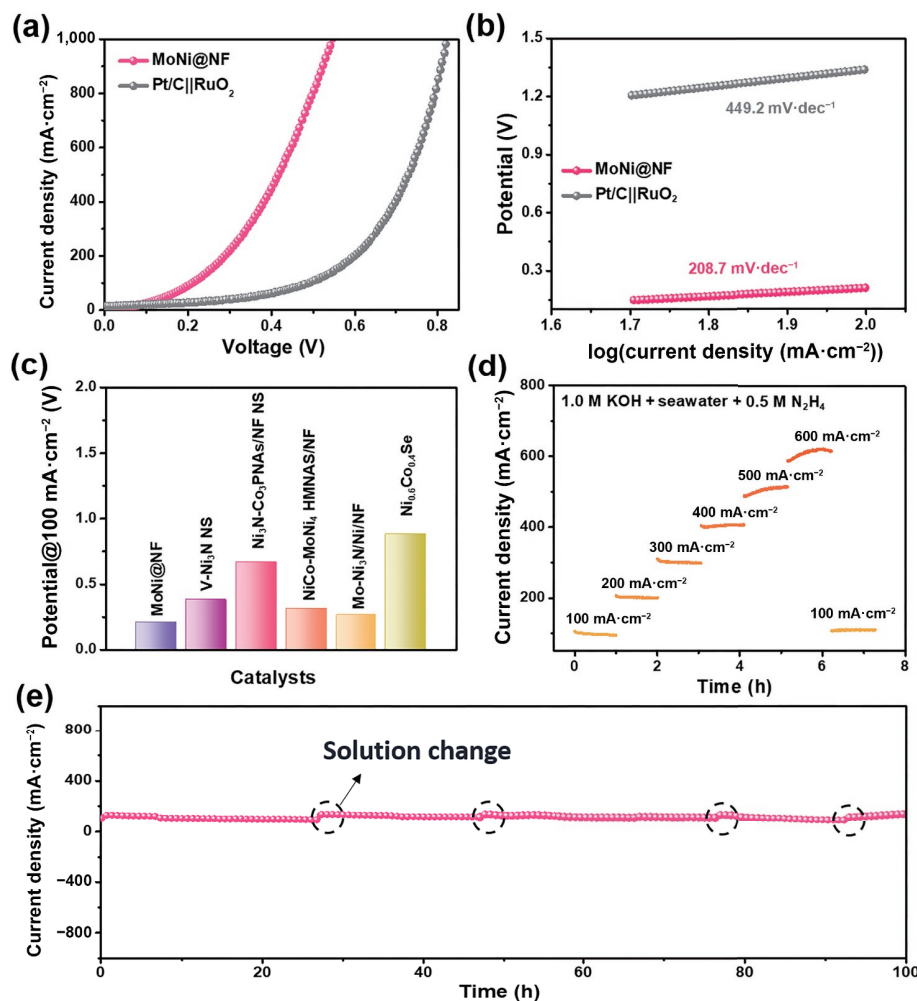 (a)
1,000
800
600
400
200
0
0.0 0.2 0.4 0.6 0.8
Current density (mA·cm⁻²)
Voltage (V)
MoNi@NF
Pt/C||RuO₂
(b)
1.5
1.2
0.9
0.6
0.3
1.6 1.7 1.8 1.9 2.0
Potential (V)
log(current density (mA·cm⁻²))
449.2 mV·dec⁻¹
MoNi@NF
Pt/C||RuO₂
208.7 mV·dec⁻¹
(c)
2.0
1.5
1.0
0.5
0.0
Potential@100 mA·cm⁻² (V)
MoNi@NF
V-Ni₃N NS
Ni₃N-Co₃PNAs/NF NS
NiCo-MoNi₄ HMNAS/NF
Mo-Ni₃N/Ni/NF
Ni₀.₆Co₀.₄Se
Catalysts
(d)
800
600
400
200
0 2 4 6 8
Current density (mA·cm⁻²)
Time (h)
1.0 M KOH + seawater + 0.5 M N₂H₄
600 mA·cm⁻²
500 mA·cm⁻²
400 mA·cm⁻²
300 mA·cm⁻²
200 mA·cm⁻²
100 mA·cm⁻²
100 mA·cm⁻²
(e)
800
400
0
−400
−800
0 20 40 60 80 100
Current density (mA·cm⁻²)
Time (h)
Solution change